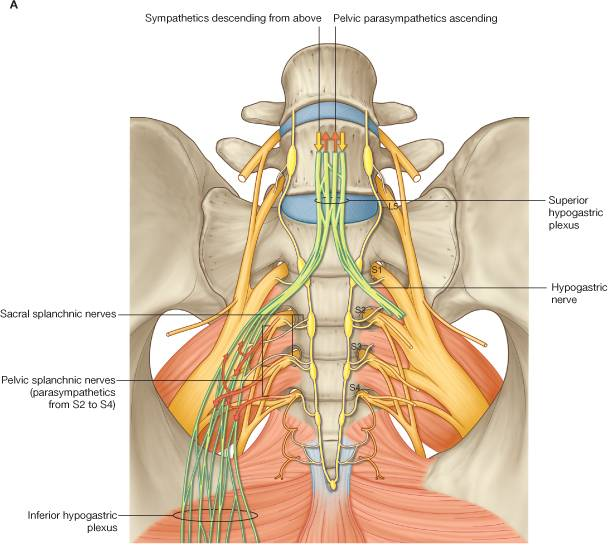 A
Sympathetics descending from above
Pelvic parasympathetics ascending
L5
Superior
hypogastric
plexus
S1
Hypogastric
nerve
Sacral splanchnic nerves
S2
S3
Pelvic splanchnic nerves
(parasympathetics
from S2 to S4)
S4
Inferior hypogastric
plexus